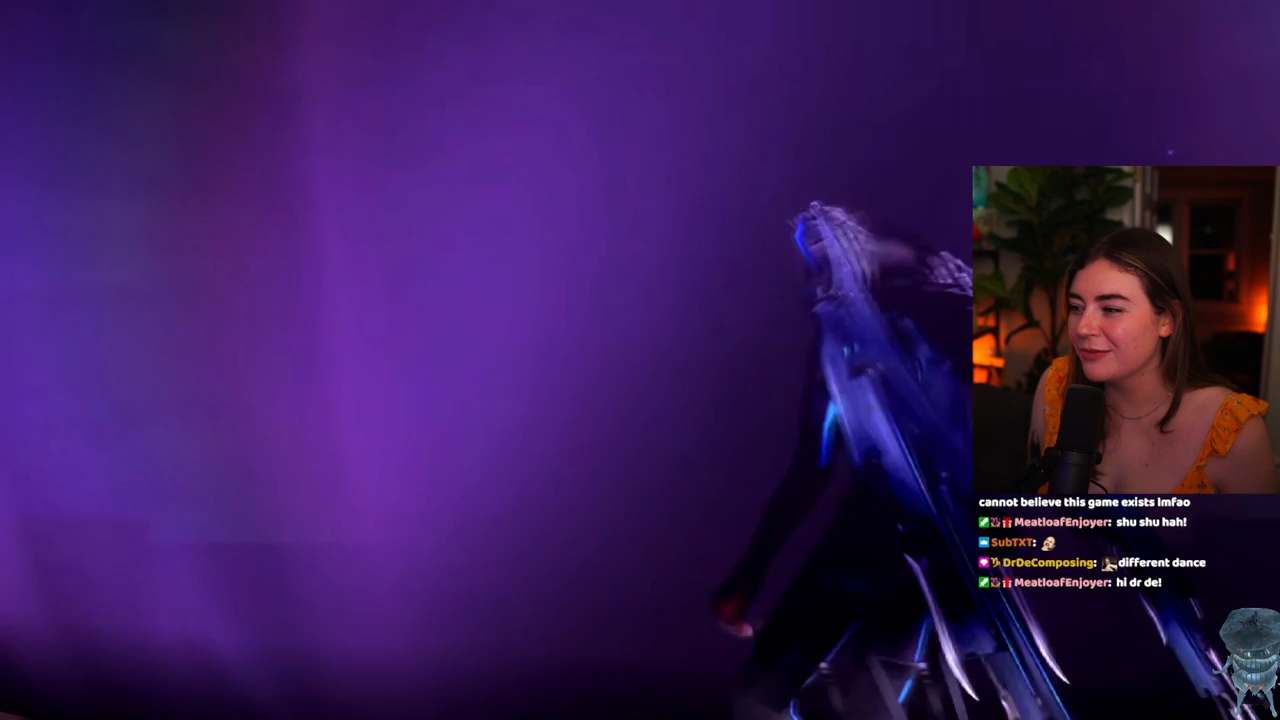 cannot believe this game exists lmfao
MeatloafEnjoyer: shu shu hah!
SubTXT:
DrDeComposing: different dance
MeatloafEnjoyer: hi dr de!